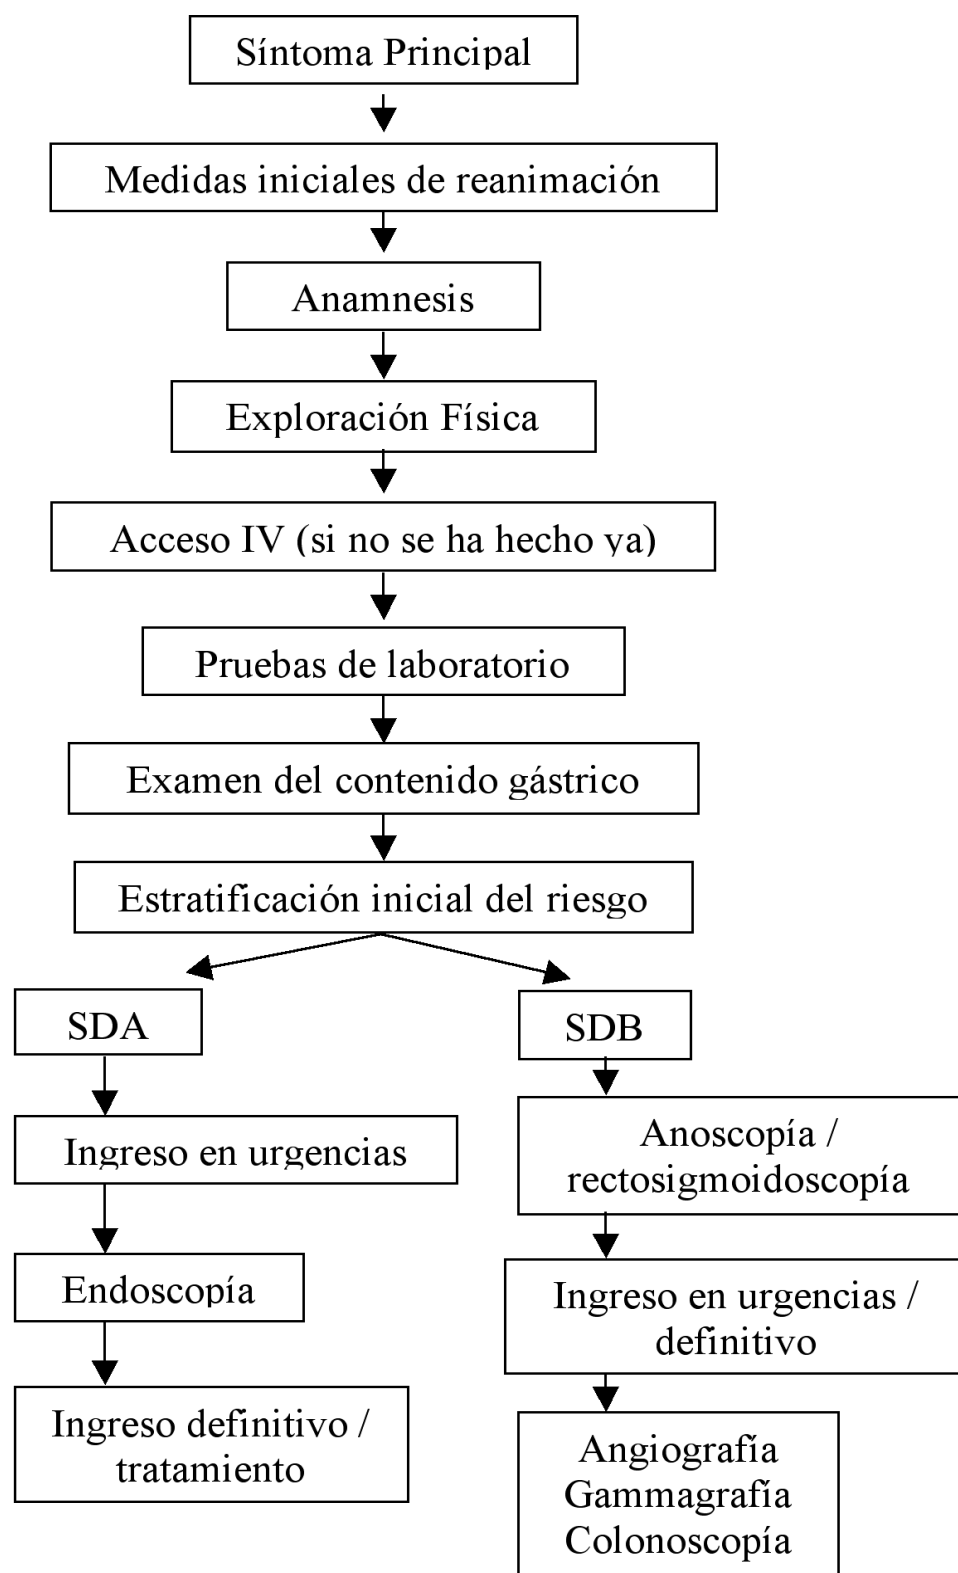 Síntoma Principal
Medidas iniciales de reanimación
Anamnesis
Exploración Física
Acceso IV (si no se ha hecho ya)
Pruebas de laboratorio
Examen del contenido gástrico
Estratificación inicial del riesgo
SDA
Ingreso en urgencias
Endoscopía
Ingreso definitivo /
tratamiento
SDB
Anoscopía /
rectosigmoidoscopía
Ingreso en urgencias /
definitivo
Angiografía
Gammagrafía
Colonoscopía